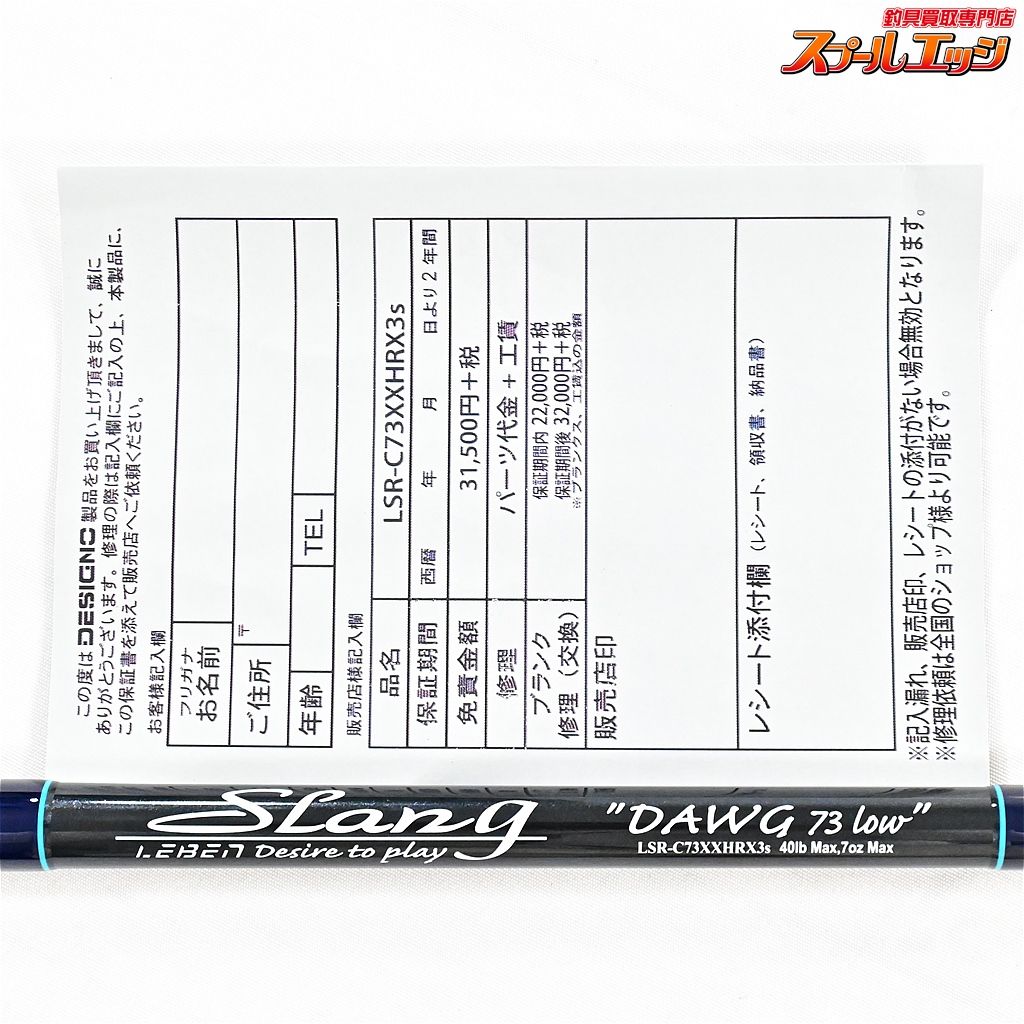 釣具買取専門店
スプールエッジ
この度は DESIGNO 製品をお買い上げ頂きまして、誠に
ありがとうございます。修理の際は記入欄にご記入の上、本製品に、
この保証書を添えて販売店へご依頼ください。
お客様記入欄
フリガナ
お名前
ご住所 〒
年齢 TEL
販売店様記入欄
品名 LSR-C73XXHRX3s
保証期間 西暦 年 月 日より2年間
免責金額 31,500円+税
修理 パーツ代金+工賃
ブランク
修理(交換)
保証期間内 22,000円+税
保証期間後 32,000円+税
※ブランクス、工賃込の金額
販売店印
レシート添付欄(レシート、領収書、納品書)
※記入漏れ、販売店印、レシートの添付がない場合無効となります。
※修理依頼は全国のショップ様より可能です。
Slang
LEBEN Desire to play
"DAWG 73 low"
LSR-C73XXHRX3s 40lb Max,7oz Max